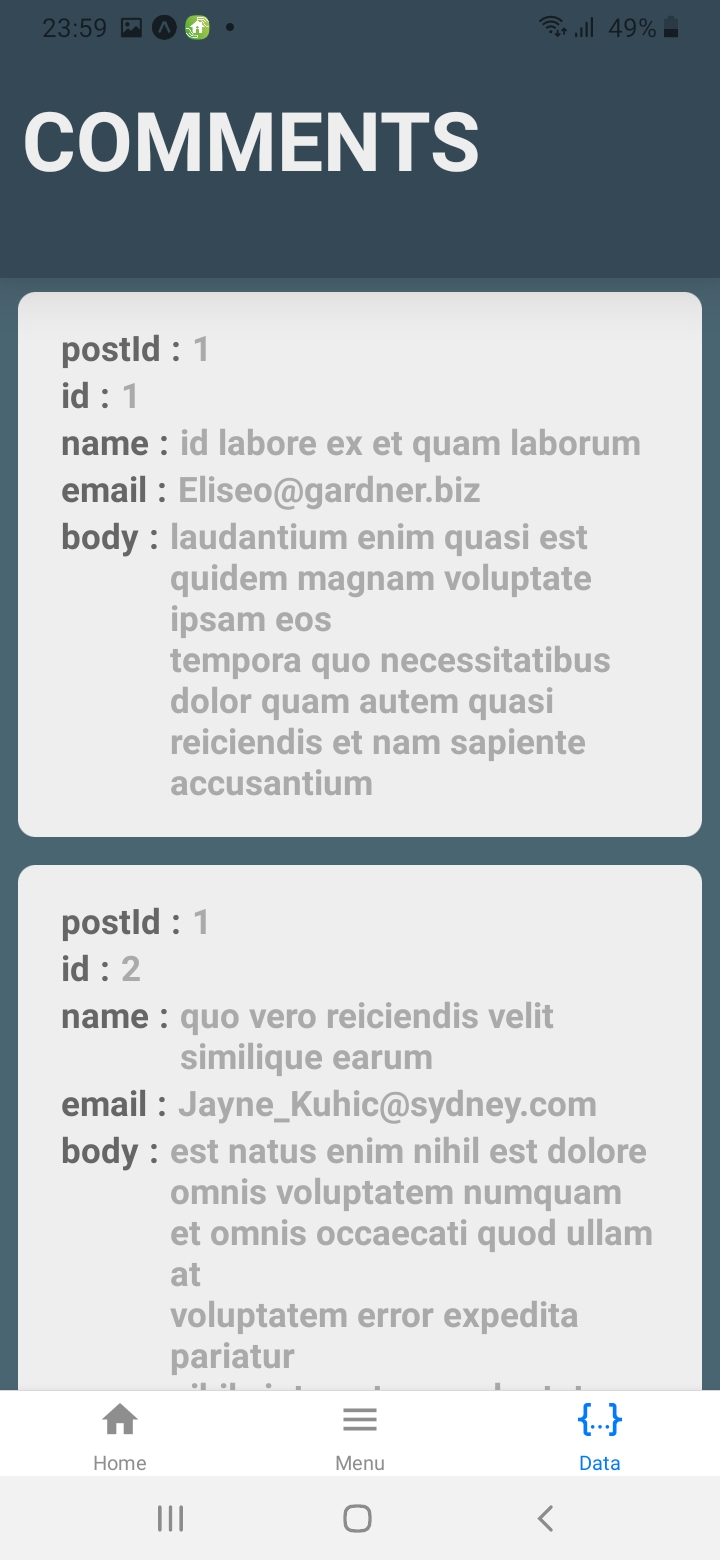 23:59 49%
COMMENTS
postId : 1
id : 1
name : id labore ex et quam laborum
email : Eliseo@gardner.biz
body : laudantium enim quasi est
quidem magnam voluptate
ipsam eos
tempora quo necessitatibus
dolor quam autem quasi
reiciendis et nam sapiente
accusantium
postId : 1
id : 2
name : quo vero reiciendis velit
similique earum
email : Jayne_Kuhic@sydney.com
body : est natus enim nihil est dolore
omnis voluptatem numquam
et omnis occaecati quod ullam
at
voluptatem error expedita
pariatur
Home Menu {...} Data